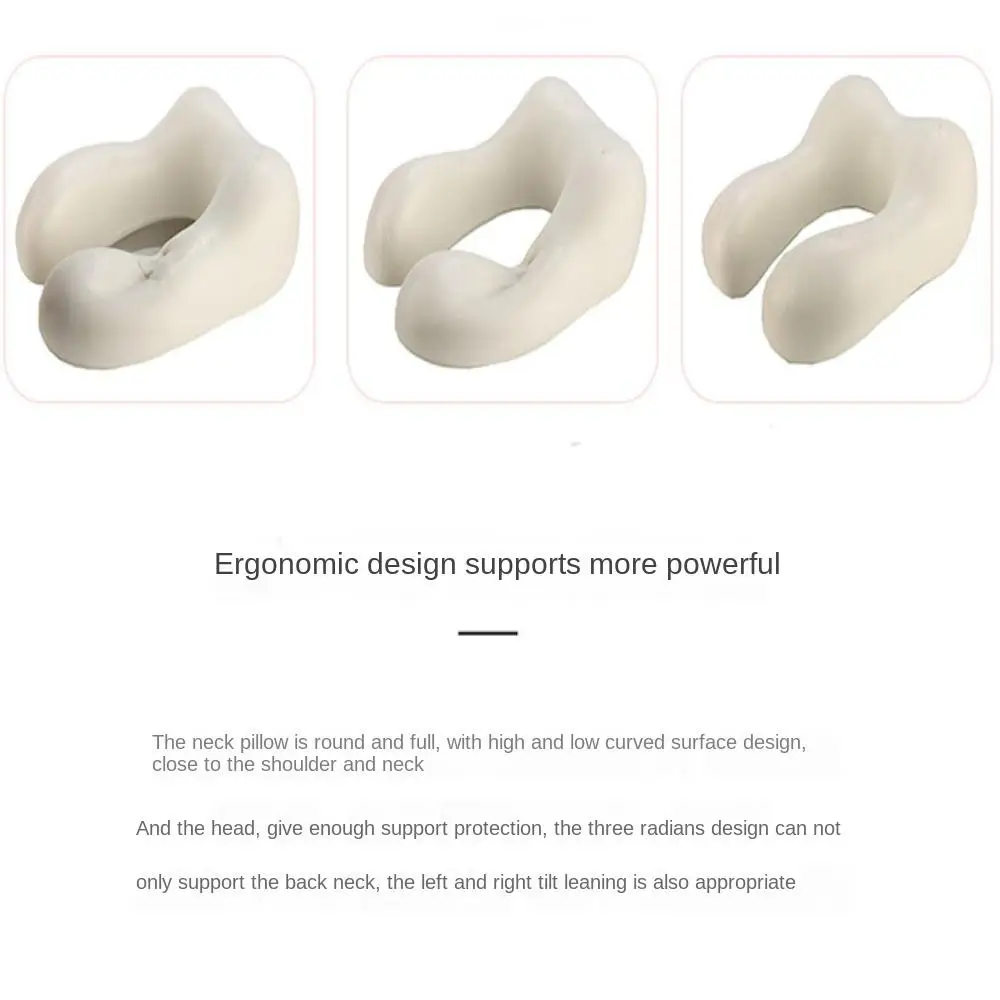 Ergonomic design supports more powerful
The neck pillow is round and full, with high and low curved surface design,
close to the shoulder and neck
And the head, give enough support protection, the three radians design can not
only support the back neck, the left and right tilt leaning is also appropriate